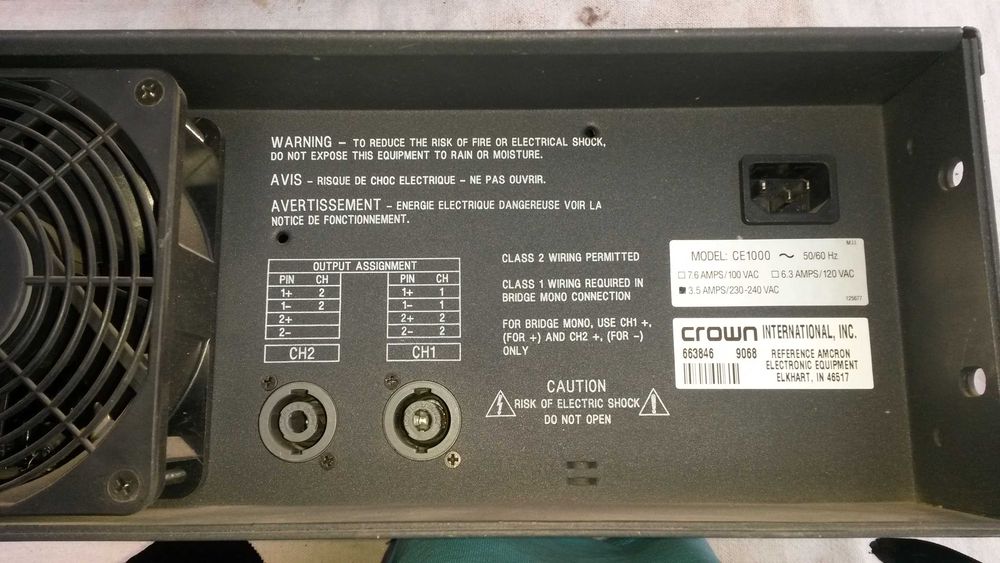 WARNING – TO REDUCE THE RISK OF FIRE OR ELECTRICAL SHOCK,
DO NOT EXPOSE THIS EQUIPMENT TO RAIN OR MOISTURE.
AVIS – RISQUE DE CHOC ELECTRIQUE – NE PAS OUVRIR.
AVERTISSEMENT – ENERGIE ELECTRIQUE DANGEREUSE VOIR LA
NOTICE DE FONCTIONNEMENT.
OUTPUT ASSIGNMENT
PIN CH PIN CH
1+ 2 1+ 1
1- 2 1- 1
2+ 2+ 2
2- 2- 2
CH2 CH1
CLASS 2 WIRING PERMITTED
CLASS 1 WIRING REQUIRED IN
BRIDGE MONO CONNECTION
FOR BRIDGE MONO, USE CH1 +,
(FOR +) AND CH2 +, (FOR –)
ONLY
CAUTION
RISK OF ELECTRIC SHOCK
DO NOT OPEN
MJI
MODEL: CE1000 ~ 50/60 Hz
7.6 AMPS/100 VAC 6.3 AMPS/120 VAC
3.5 AMPS/230-240 VAC
125677
crown INTERNATIONAL, INC.
663846 9068 REFERENCE AMCRON
ELECTRONIC EQUIPMENT
ELKHART, IN 46517